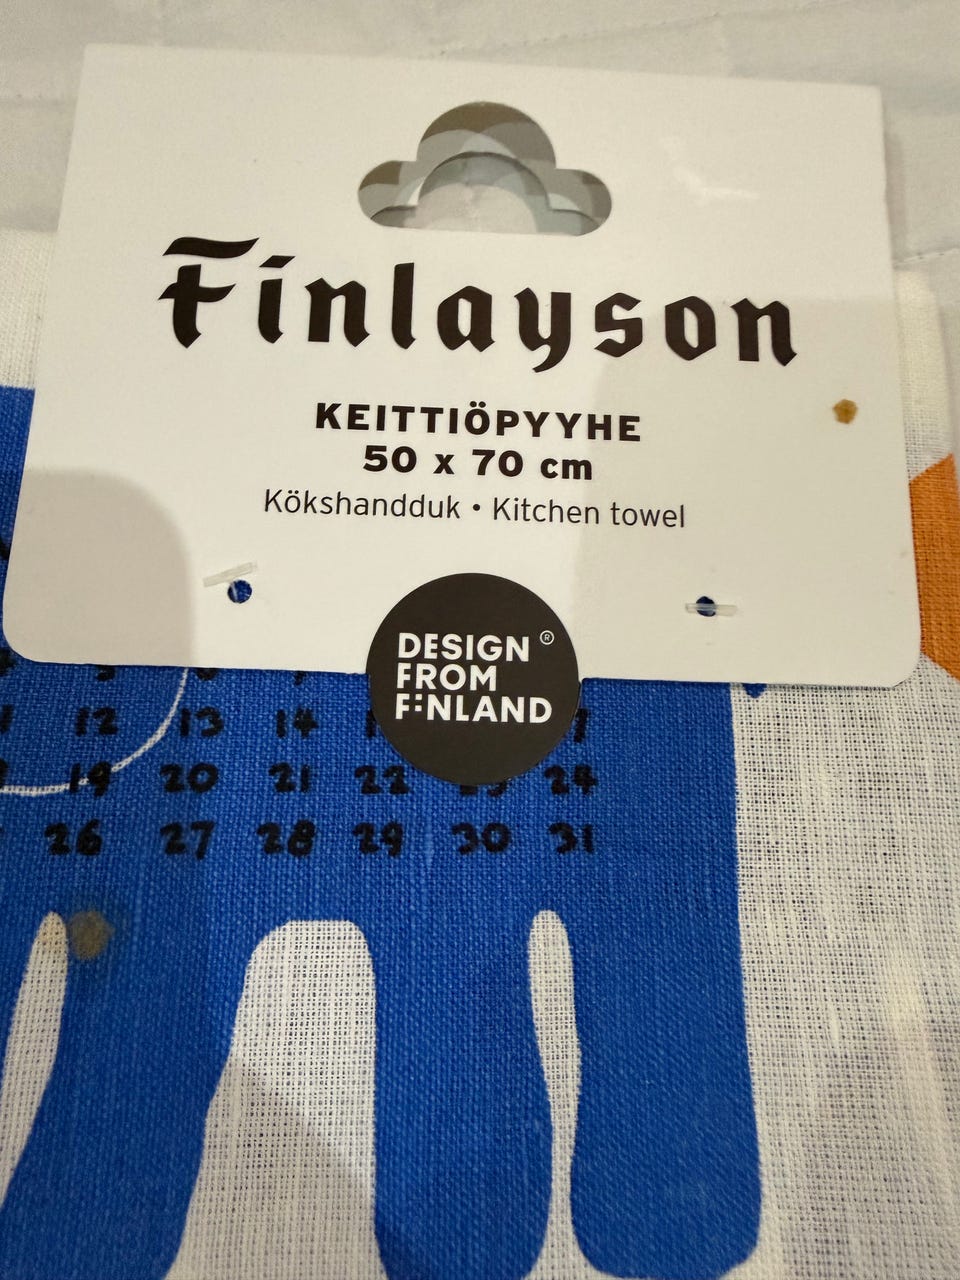 Finlayson
KEITTIÖPYYHE
50 x 70 cm
Kökshandduk • Kitchen towel
DESIGN ®
FROM
FINLAND
12 13 14
19 20 21 22 23 24
26 27 28 29 30 31